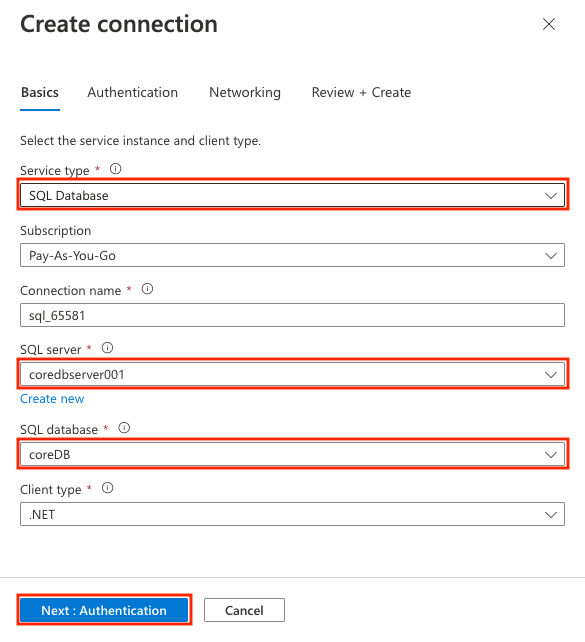 Create connection
Basics Authentication Networking Review + Create
Select the service instance and client type.
Service type *
SQL Database
Subscription
Pay-As-You-Go
Connection name *
sql_65581
SQL server *
coredbserver001
Create new
SQL database *
coreDB
Client type *
.NET
Next : Authentication Cancel